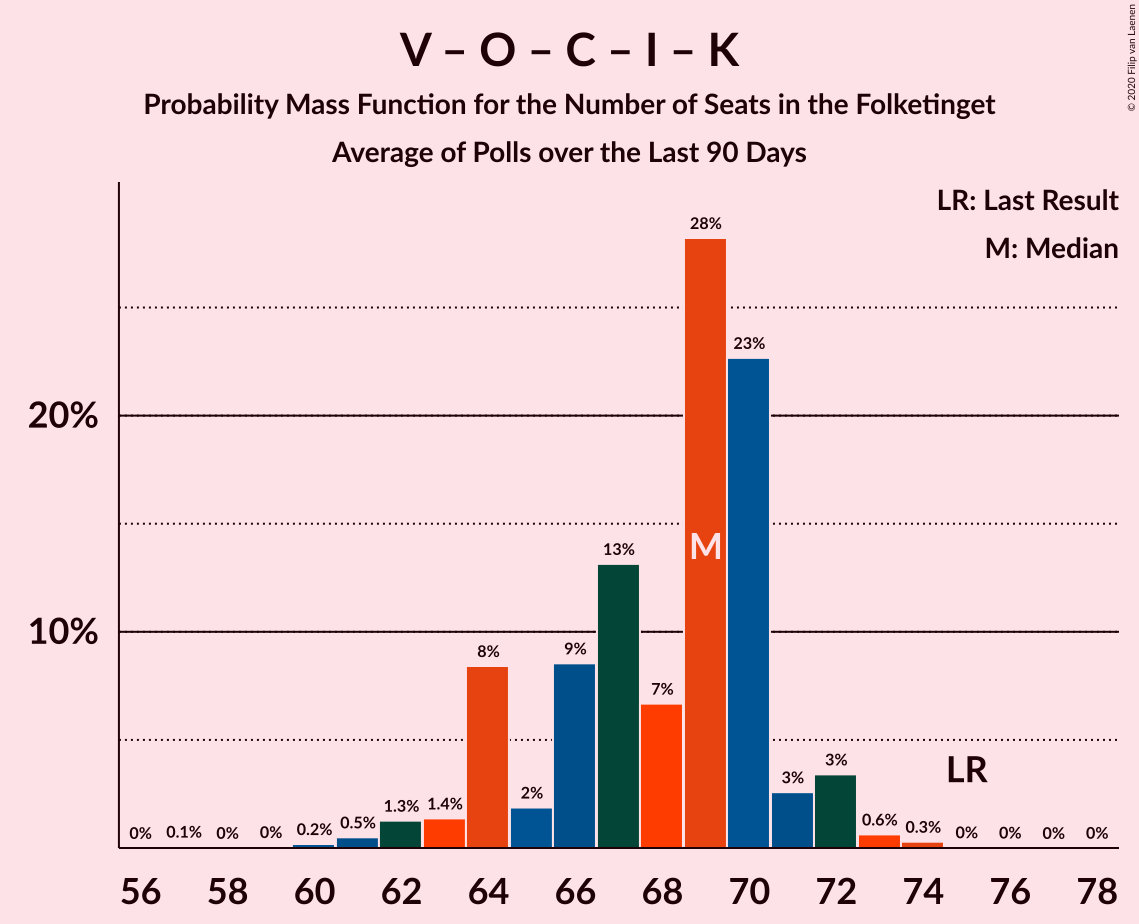 V – O – C – I – K
Probability Mass Function for the Number of Seats in the Folketinget
Average of Polls over the Last 90 Days
© 2020 Filip van Laenen
LR: Last Result
M: Median
20%
10%
0% 0.1% 0% 0% 0.2% 0.5% 1.3% 1.4% 8% 2% 9% 13% 7% 28% 23% 3% 3% 0.6% 0.3% 0% 0% 0% 0%
M
LR
56 58 60 62 64 66 68 70 72 74 76 78